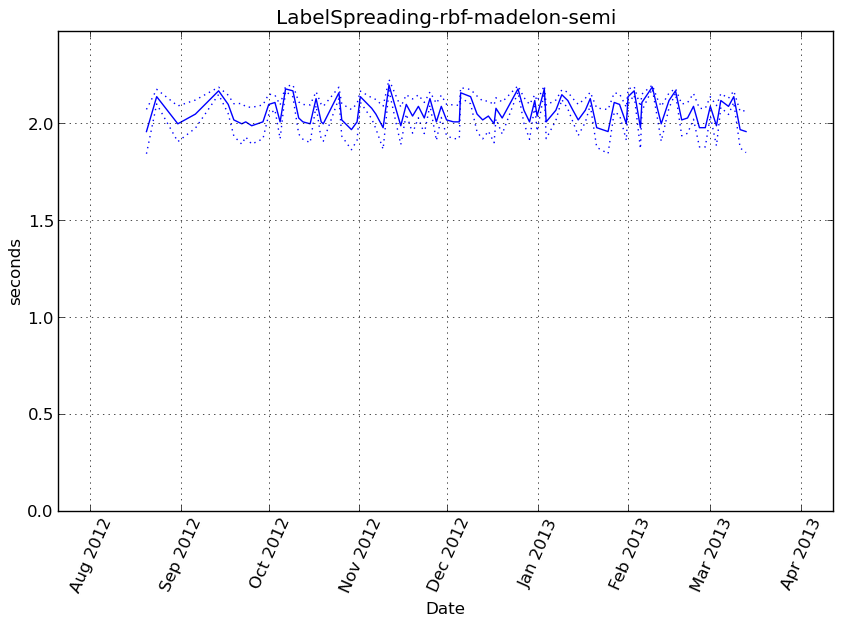 LabelSpreading-rbf-madelon-semi
seconds
2.0
1.5
1.0
0.5
0.0
Aug 2012
Sep 2012
Oct 2012
Nov 2012
Dec 2012
Jan 2013
Feb 2013
Mar 2013
Apr 2013
Date